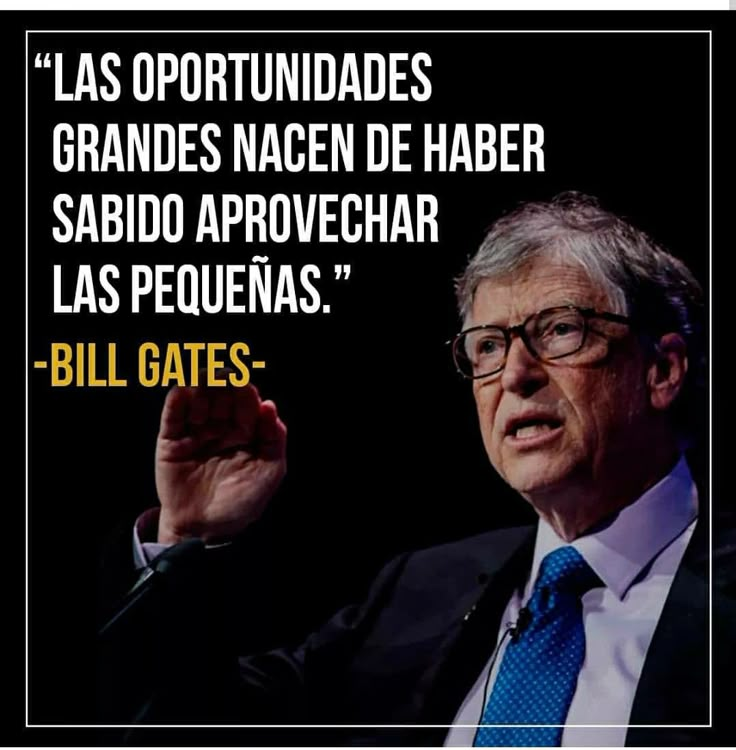 “LAS OPORTUNIDADES
GRANDES NACEN DE HABER
SABIDO APROVECHAR
LAS PEQUEÑAS.”
-BILL GATES-